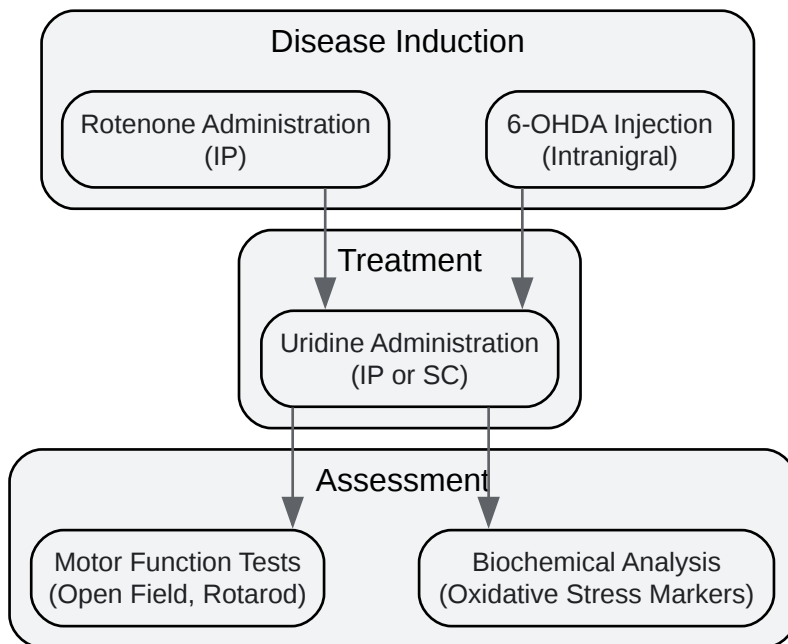 Disease Induction
Rotenone Administration
(IP)
6-OHDA Injection
(Intranigral)
Treatment
Uridine Administration
(IP or SC)
Assessment
Motor Function Tests
(Open Field, Rotarod)
Biochemical Analysis
(Oxidative Stress Markers)